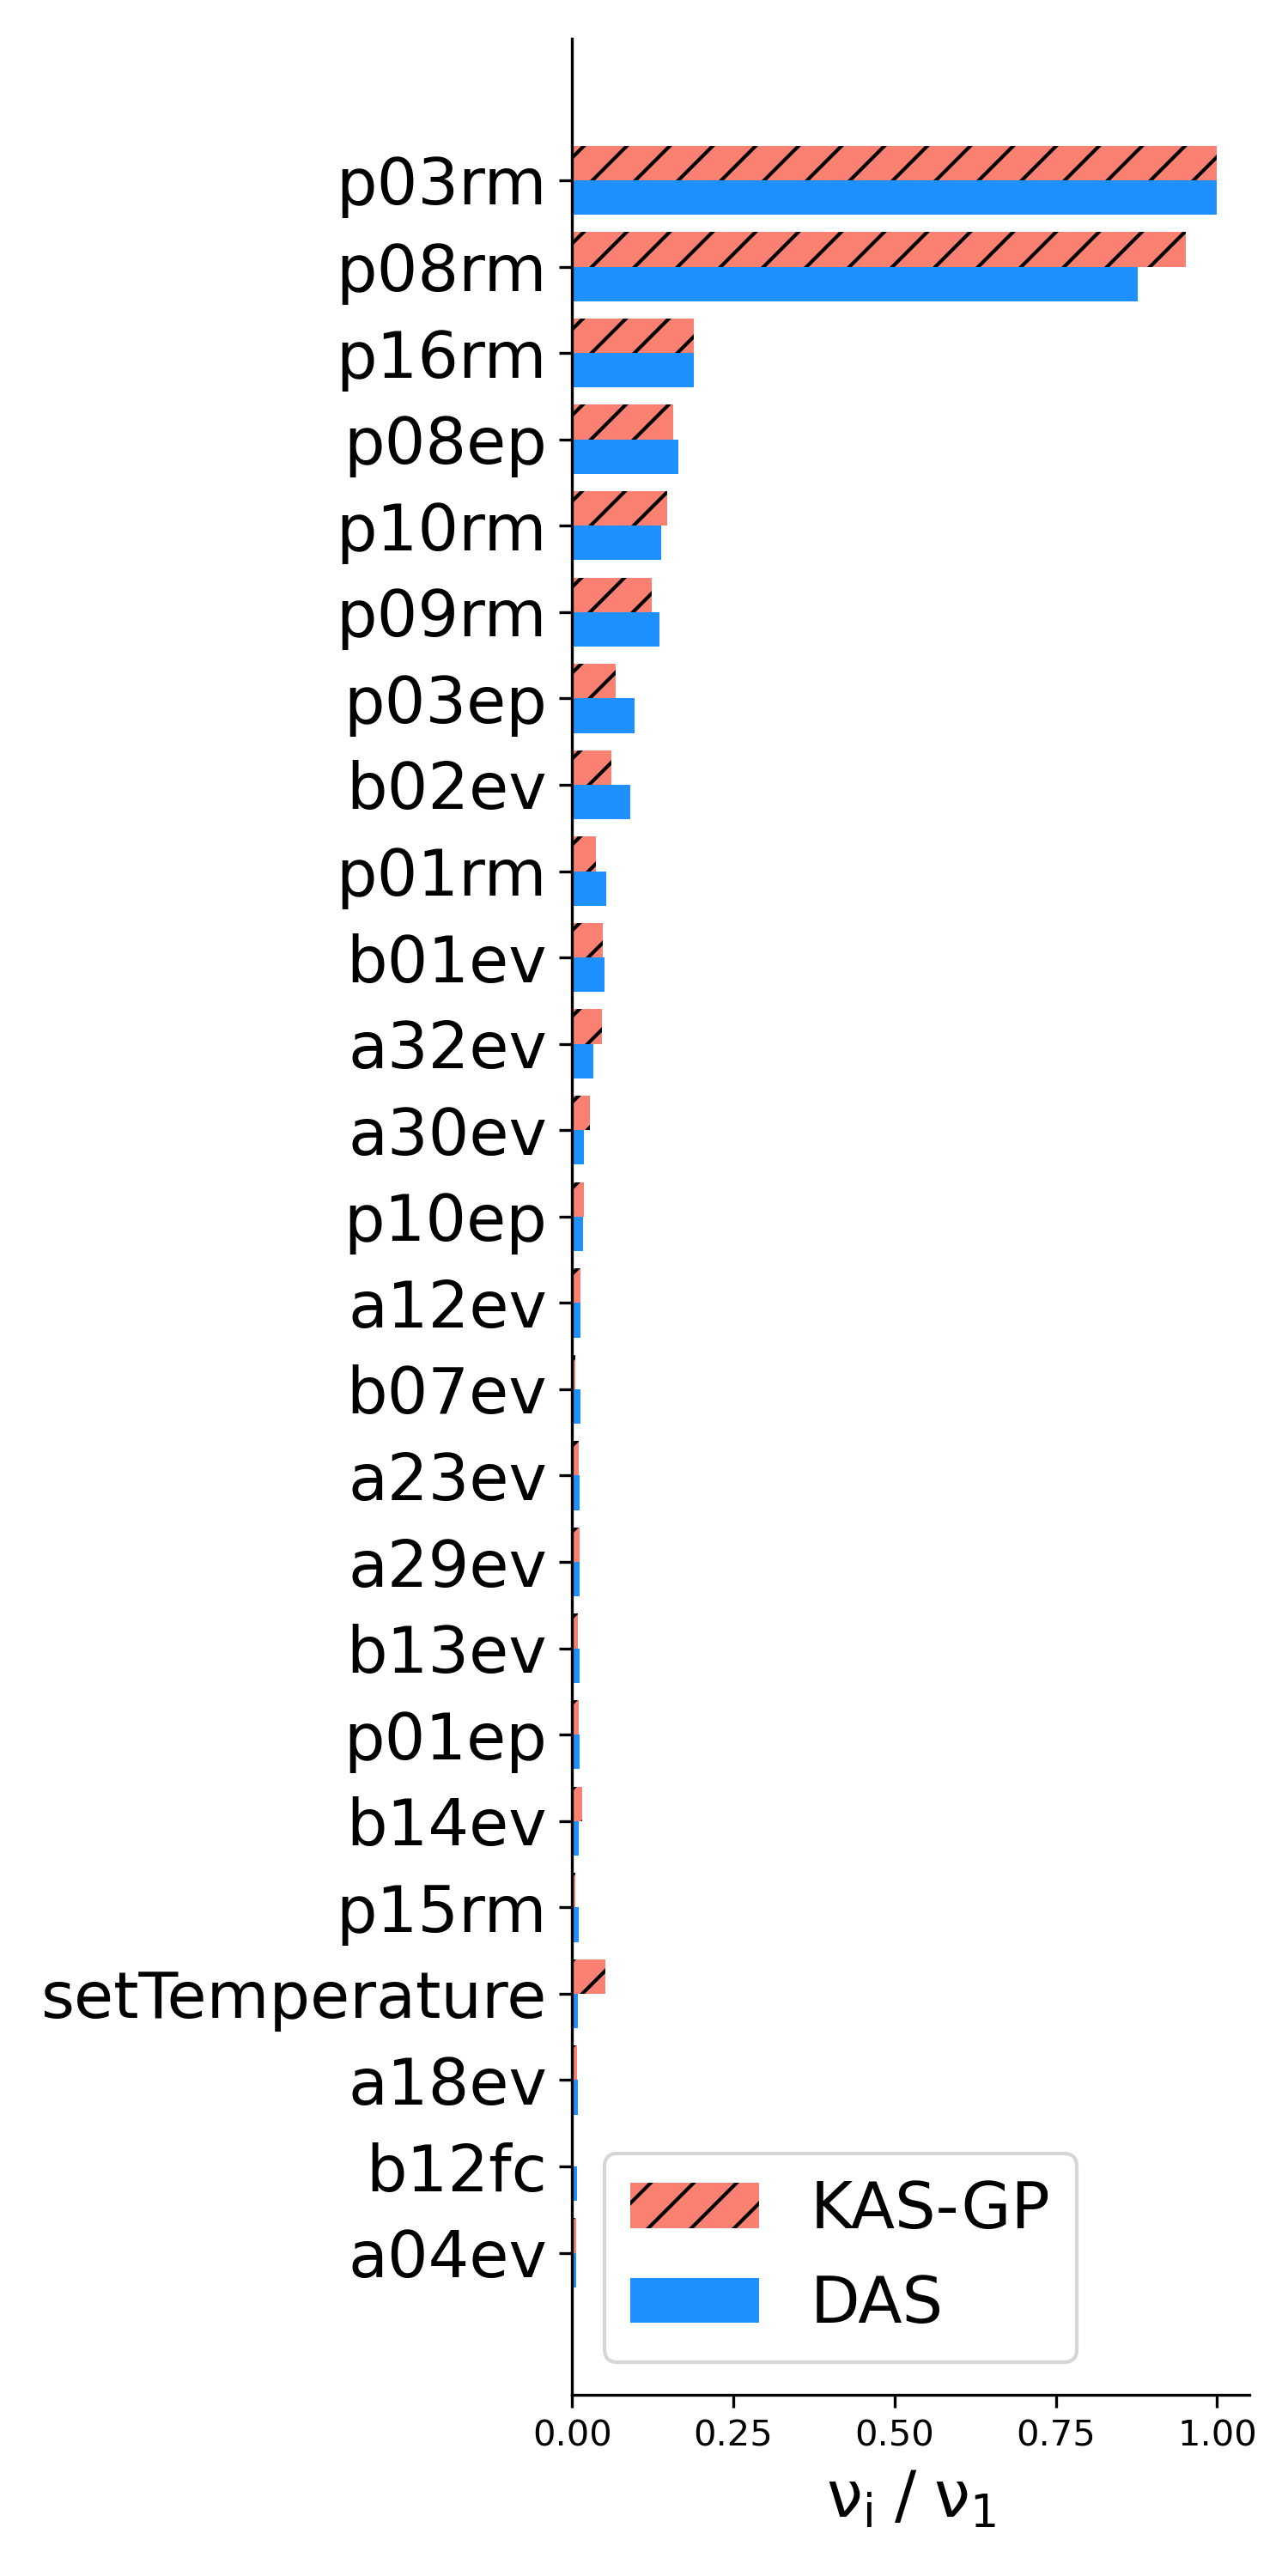 p03rm
p08rm
p16rm
p08ep
p10rm
p09rm
p03ep
b02ev
p01rm
b01ev
a32ev
a30ev
p10ep
a12ev
b07ev
a23ev
a29ev
b13ev
p01ep
b14ev
p15rm
setTemperature
a18ev
b12fc
a04ev
KAS-GP
DAS
0.00 0.25 0.50 0.75 1.00
νi / ν1